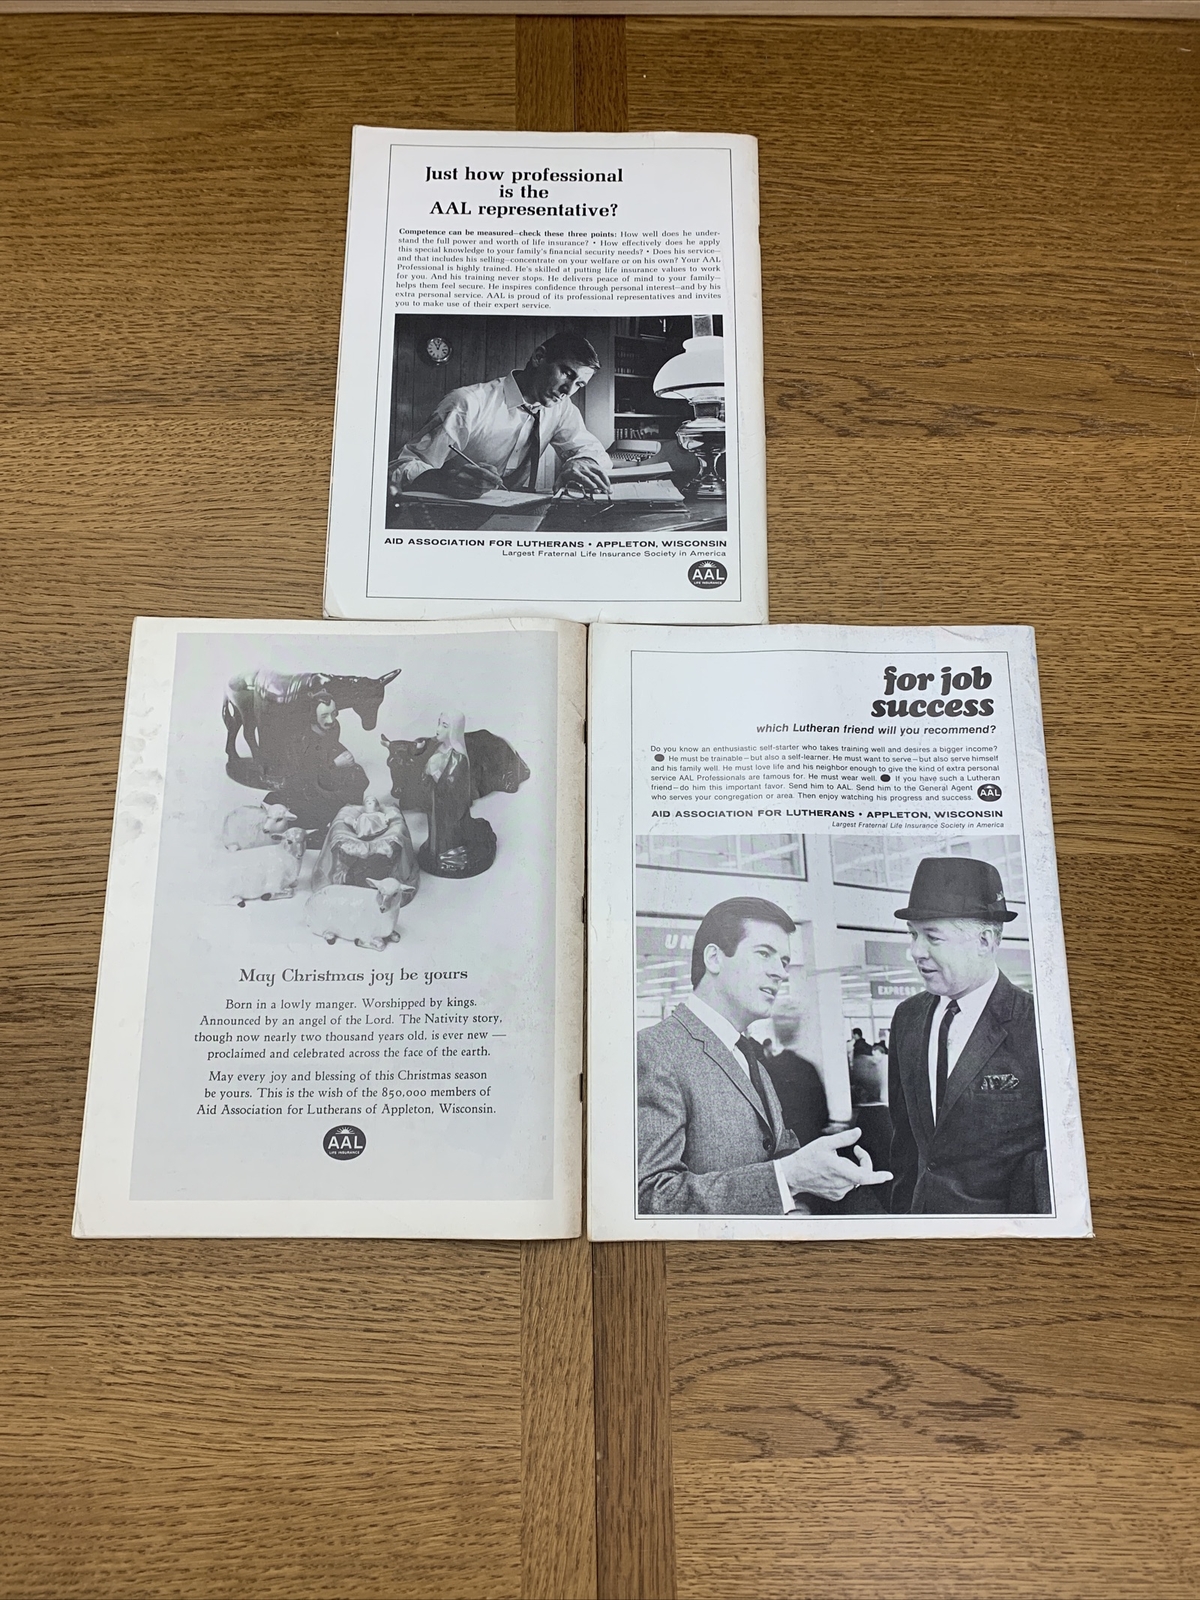 Just how professional
is the
AAL representative?
Competence can be measured—check these three points: How well does he under-
stand the full power and worth of life insurance? • How effectively does he apply
this special knowledge to your family's financial security needs? • Does his service—
and that includes his selling—concentrate on your welfare or on his own? Your AAL
Professional is highly trained. He's skilled at putting life insurance values to work
for you. And his training never stops. He delivers peace of mind to your family—
helps them feel secure. He inspires confidence through personal interest—and by his
extra personal service. AAL is proud of its professional representatives and invites
you to make use of their expert service.
AID ASSOCIATION FOR LUTHERANS • APPLETON, WISCONSIN
Largest Fraternal Life Insurance Society in America
AAL
LIFE INSURANCE
May Christmas joy be yours
Born in a lowly manger. Worshipped by kings.
Announced by an angel of the Lord. The Nativity story,
though now nearly two thousand years old, is ever new —
proclaimed and celebrated across the face of the earth.
May every joy and blessing of this Christmas season
be yours. This is the wish of the 850,000 members of
Aid Association for Lutherans of Appleton, Wisconsin.
AAL
LIFE INSURANCE
for job
success
which Lutheran friend will you recommend?
Do you know an enthusiastic self-starter who takes training well and desires a bigger income?
● He must be trainable—but also a self-learner. He must want to serve—but also serve himself
and his family well. He must love life and his neighbor enough to give the kind of extra personal
service AAL Professionals are famous for. He must wear well. ● If you have such a Lutheran
friend—do him this important favor. Send him to AAL. Send him to the General Agent
who serves your congregation or area. Then enjoy watching his progress and success.
AAL
AID ASSOCIATION FOR LUTHERANS • APPLETON, WISCONSIN
Largest Fraternal Life Insurance Society in America
UN
EXPRESS